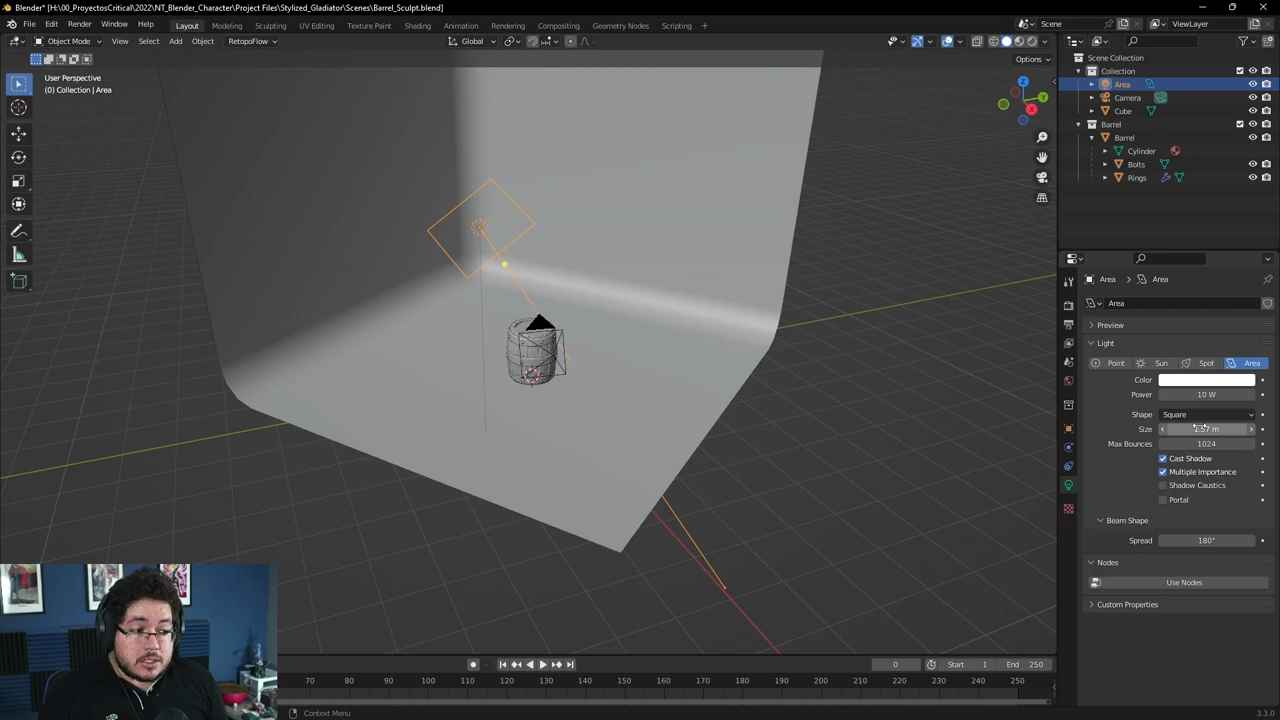 Blender* [H:\00_ProyectosCritical\2022\NT_Blender_Character\Project Files\Stylized_Gladiator\Scenes\Barrel_Sculpt.blend]
File Edit Render Window Help Layout Modeling Sculpting UV Editing Texture Paint Shading Animation Rendering Compositing Geometry Nodes Scripting + Scene ViewLayer
Object Mode View Select Add Object RetopoFlow Global
Options
User Perspective
(0) Collection | Area
X Y Z
Scene Collection
Collection
Area
Camera
Cube
Barrel
Barrel
Cylinder
Bolts
Rings
Area > Area
Area
Preview
Light
Point Sun Spot Area
Color
Power 10 W
Shape Square
Size
Max Bounces 1024
Cast Shadow
Multiple Importance
Shadow Caustics
Portal
Beam Shape
Spread 180°
Nodes
Use Nodes
Custom Properties
0 Start 1 End 250
70 80 90 100 110 120 130 140 150 160 170 180 190 200 210 220 230 240 250
Context Menu
3.3.0